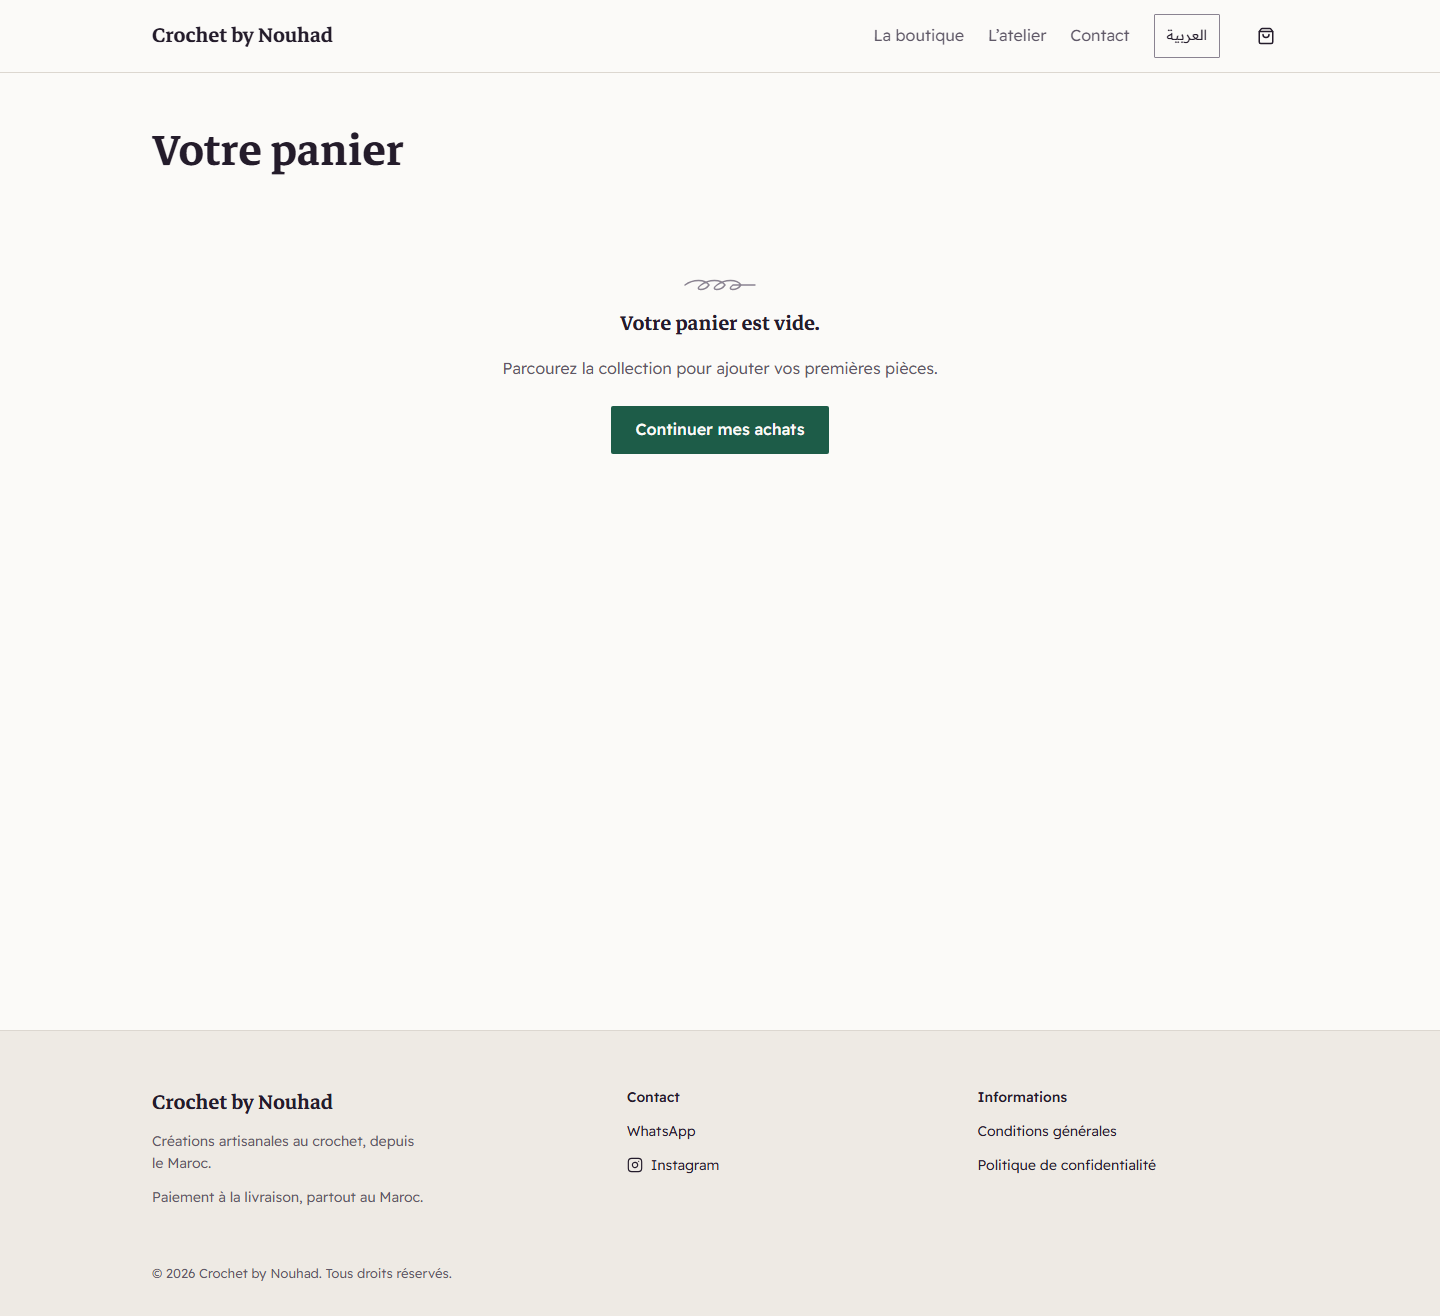 Crochet by Nouhad
La boutique
L’atelier
Contact
العربية
Votre panier
Votre panier est vide.
Parcourez la collection pour ajouter vos premières pièces.
Continuer mes achats
Crochet by Nouhad
Créations artisanales au crochet, depuis
le Maroc.
Paiement à la livraison, partout au Maroc.
Contact
WhatsApp
Instagram
Informations
Conditions générales
Politique de confidentialité
© 2026 Crochet by Nouhad. Tous droits réservés.